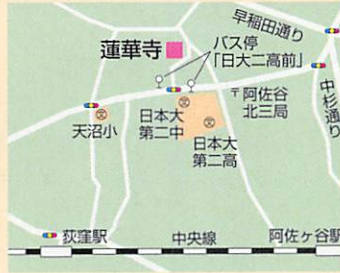 早稲田通り
蓮華寺
バス停
「日大二高前」
中杉通り
〒阿佐谷
北三局
天沼小
日本大
第二中
日本大
第二高
荻窪駅
中央線
阿佐ヶ谷駅